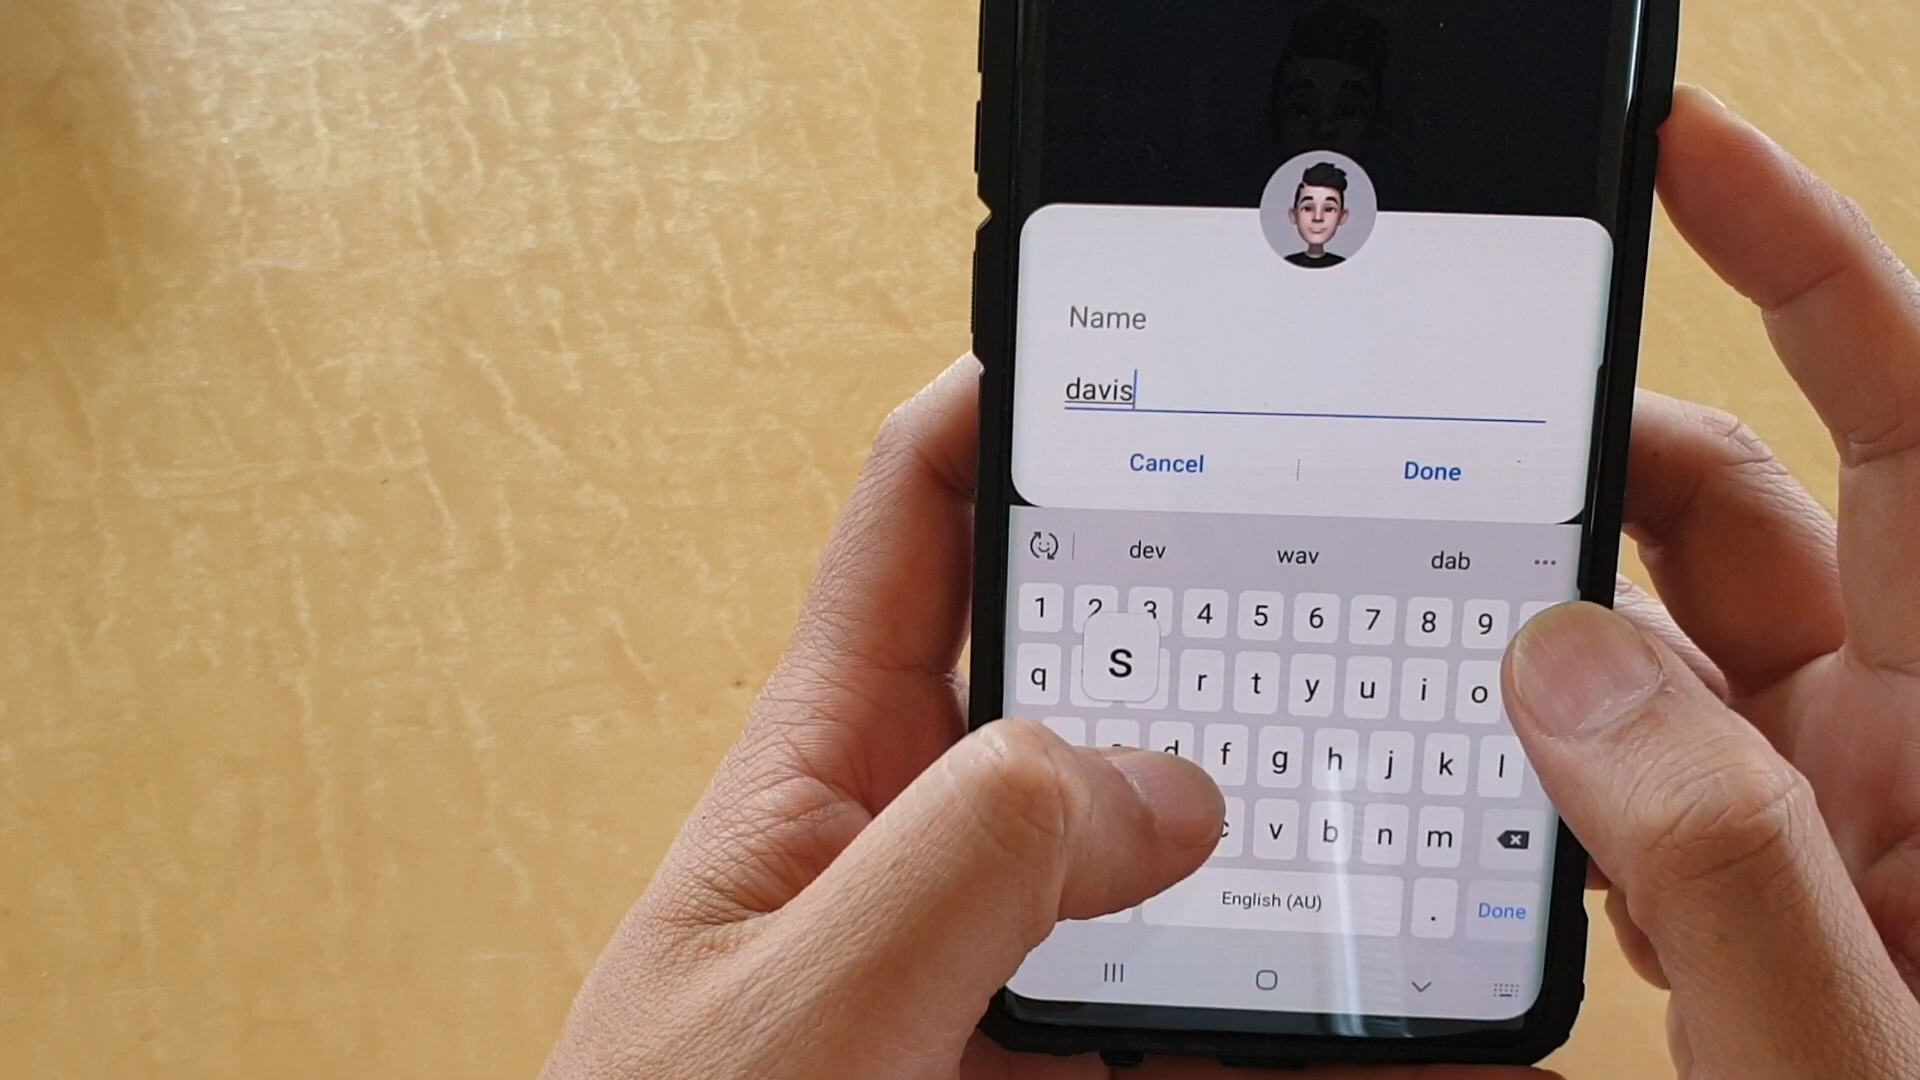 Name
davis
Cancel Done
dev wav dab
1 2 3 4 5 6 7 8 9
s
q r t y u i o
d f g h j k l
c v b n m
English (AU) . Done